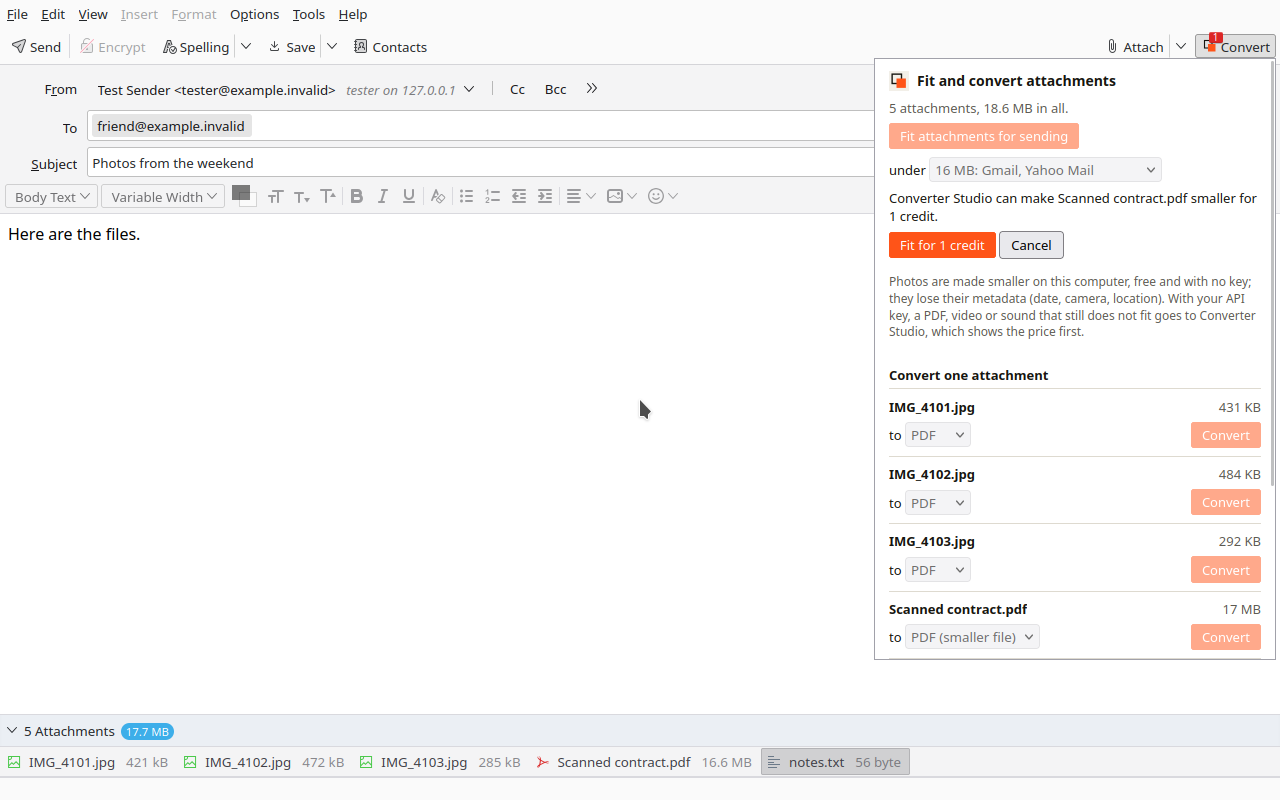 File Edit View Insert Format Options Tools Help
Send Encrypt Spelling Save Contacts Attach 1 Convert
From Test Sender <tester@example.invalid> tester on 127.0.0.1 Cc Bcc
To friend@example.invalid
Subject Photos from the weekend
Body Text Variable Width
Here are the files.
Fit and convert attachments
5 attachments, 18.6 MB in all.
Fit attachments for sending
under 16 MB: Gmail, Yahoo Mail
Converter Studio can make Scanned contract.pdf smaller for
1 credit.
Fit for 1 credit Cancel
Photos are made smaller on this computer, free and with no key;
they lose their metadata (date, camera, location). With your API
key, a PDF, video or sound that still does not fit goes to Converter
Studio, which shows the price first.
Convert one attachment
IMG_4101.jpg 431 KB
to PDF Convert
IMG_4102.jpg 484 KB
to PDF Convert
IMG_4103.jpg 292 KB
to PDF Convert
Scanned contract.pdf 17 MB
to PDF (smaller file) Convert
5 Attachments 17.7 MB
IMG_4101.jpg 421 kB IMG_4102.jpg 472 kB IMG_4103.jpg 285 kB Scanned contract.pdf 16.6 MB notes.txt 56 byte